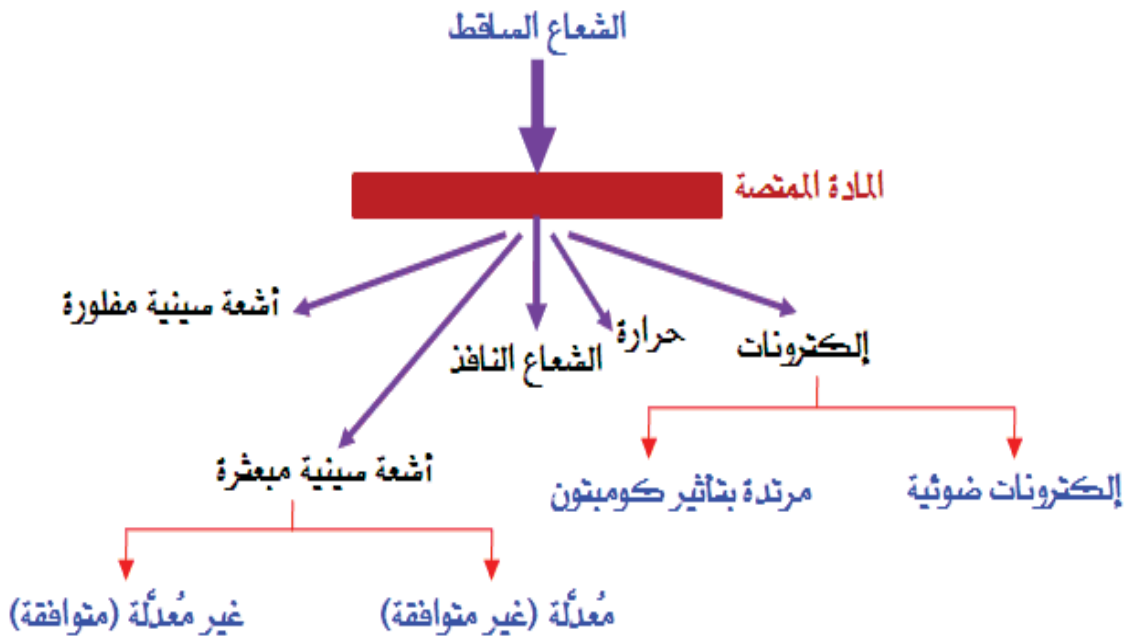 الشعاع الساقط
المادة الممتصة
أشعة سينية مفلورة
الشعاع النافذ
حرارة
إلكترونات
أشعة سينية مبعثرة
مرتدة بتأثير كومبتون
إلكترونات ضوئية
مُعدَّلة (غير متوافقة)
غير مُعدَّلة (متوافقة)